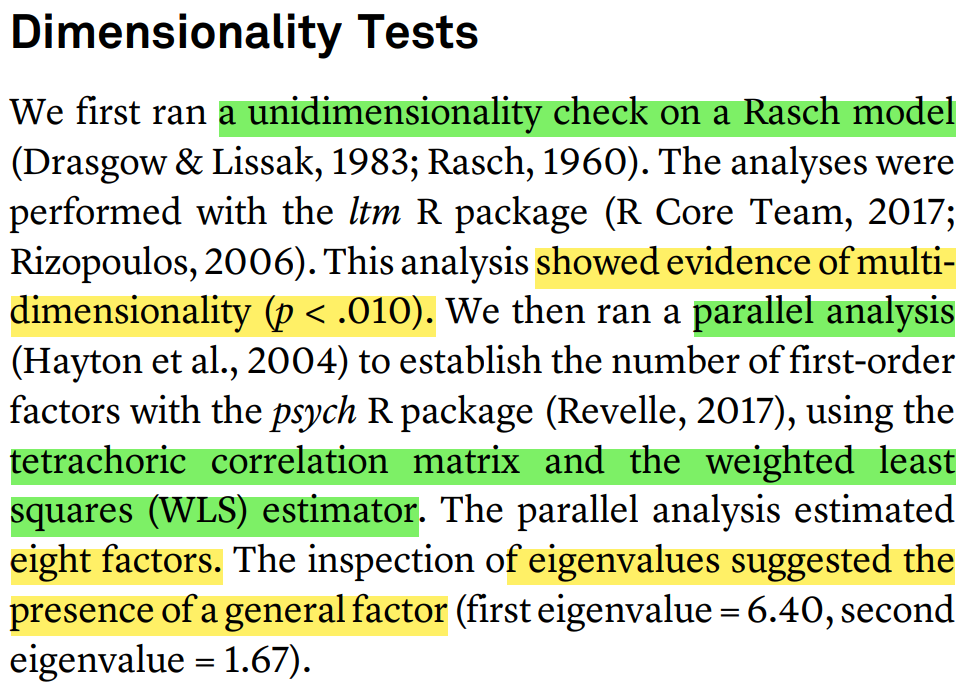 Dimensionality Tests
We first ran a unidimensionality check on a Rasch model
(Drasgow & Lissak, 1983; Rasch, 1960). The analyses were
performed with the ltm R package (R Core Team, 2017;
Rizopoulos, 2006). This analysis showed evidence of multi-
dimensionality (p < .010). We then ran a parallel analysis
(Hayton et al., 2004) to establish the number of first-order
factors with the psych R package (Revelle, 2017), using the
tetrachoric correlation matrix and the weighted least
squares (WLS) estimator. The parallel analysis estimated
eight factors. The inspection of eigenvalues suggested the
presence of a general factor (first eigenvalue = 6.40, second
eigenvalue = 1.67).